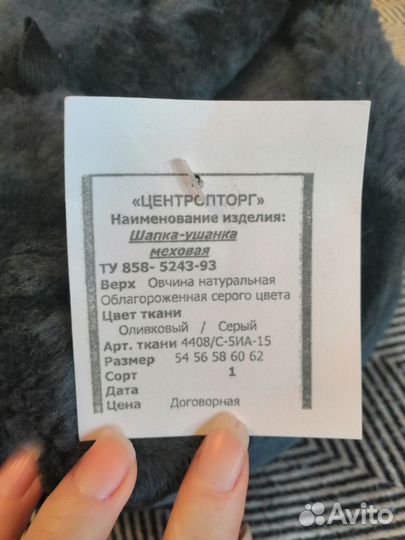 «ЦЕНТРОПТОРГ»
Наименование изделия:
Шапка-ушанка
меховая
ТУ 858- 5243-93
Верх Овчина натуральная
Облагороженная серого цвета
Цвет ткани
Оливковый / Серый
Арт. ткани 4408/С-5ИА-15
Размер 54 56 58 60 62
Сорт 1
Дата
Цена Договорная
Avito